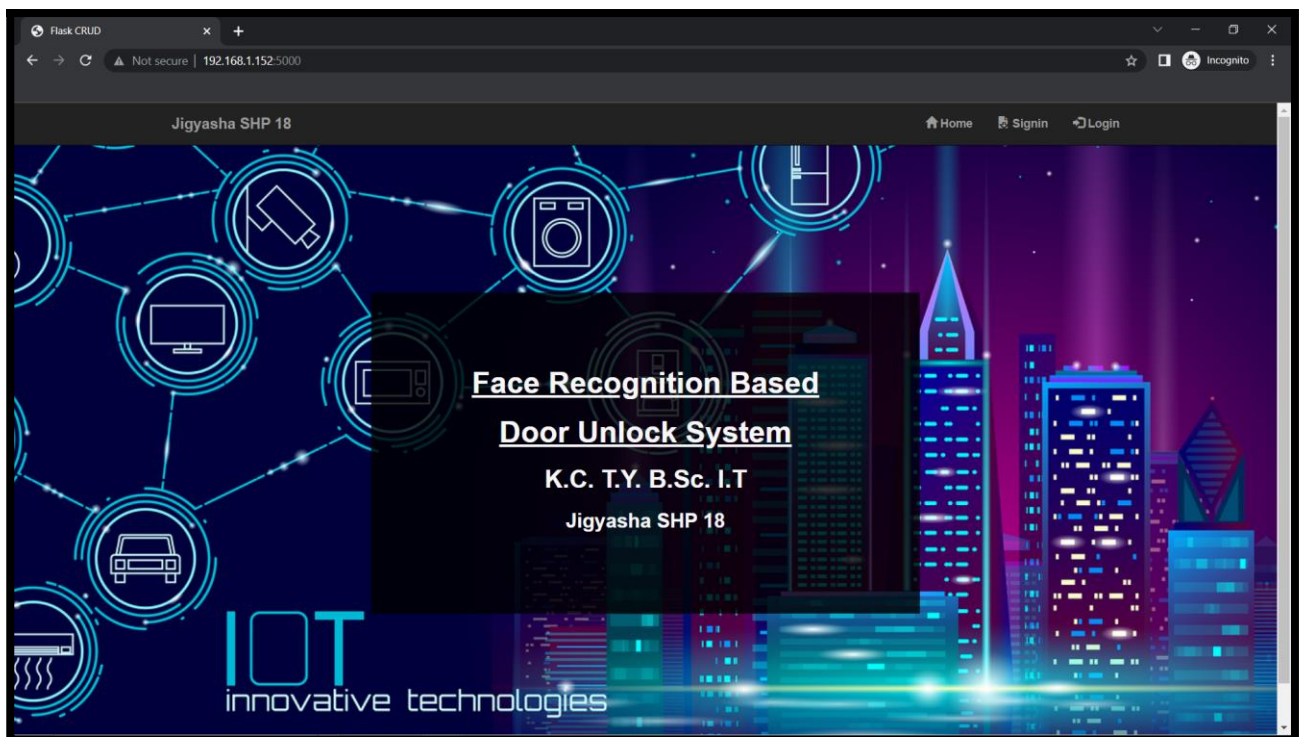 Flask CRUD
Not secure | 192.168.1.152:5000
Incognito
Jigyasha SHP 18
Home Signin Login
Face Recognition Based
Door Unlock System
K.C. T.Y. B.Sc. I.T
Jigyasha SHP 18
IOT
innovative technologies